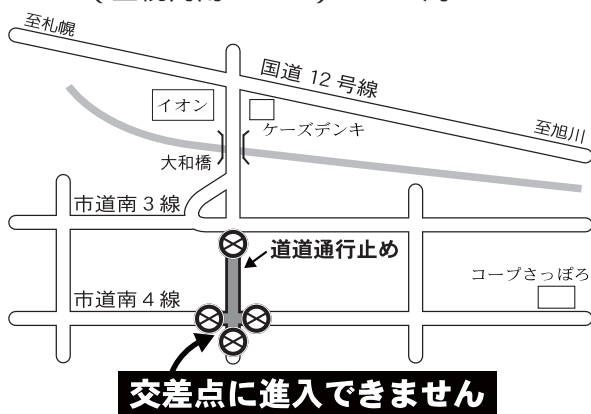 至札幌
国道 12 号線
イオン
ケーズデンキ
至旭川
大和橋
市道南３線
道道通行止め
コープさっぽろ
市道南４線
交差点に進入できません